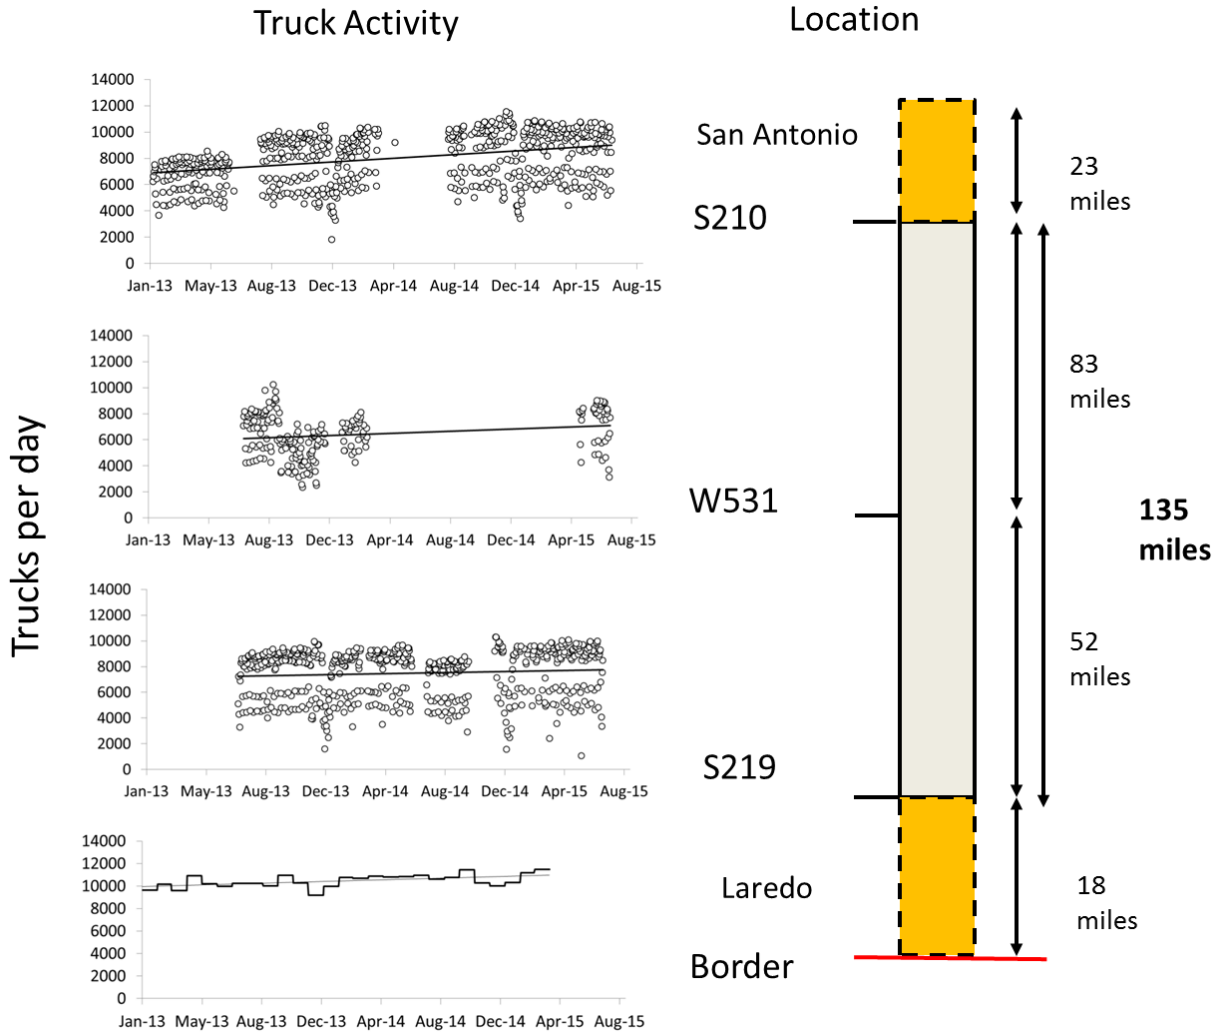 Truck Activity
Location
Trucks per day
14000
12000
10000
8000
6000
4000
2000
0
Jan-13 May-13 Aug-13 Dec-13 Apr-14 Aug-14 Dec-14 Apr-15 Aug-15
14000
12000
10000
8000
6000
4000
2000
0
Jan-13 May-13 Aug-13 Dec-13 Apr-14 Aug-14 Dec-14 Apr-15 Aug-15
14000
12000
10000
8000
6000
4000
2000
0
Jan-13 May-13 Aug-13 Dec-13 Apr-14 Aug-14 Dec-14 Apr-15 Aug-15
14000
12000
10000
8000
6000
4000
2000
0
Jan-13 May-13 Aug-13 Dec-13 Apr-14 Aug-14 Dec-14 Apr-15 Aug-15
San Antonio
23
miles
S210
83
miles
W531
135
miles
52
miles
S219
Laredo
18
miles
Border